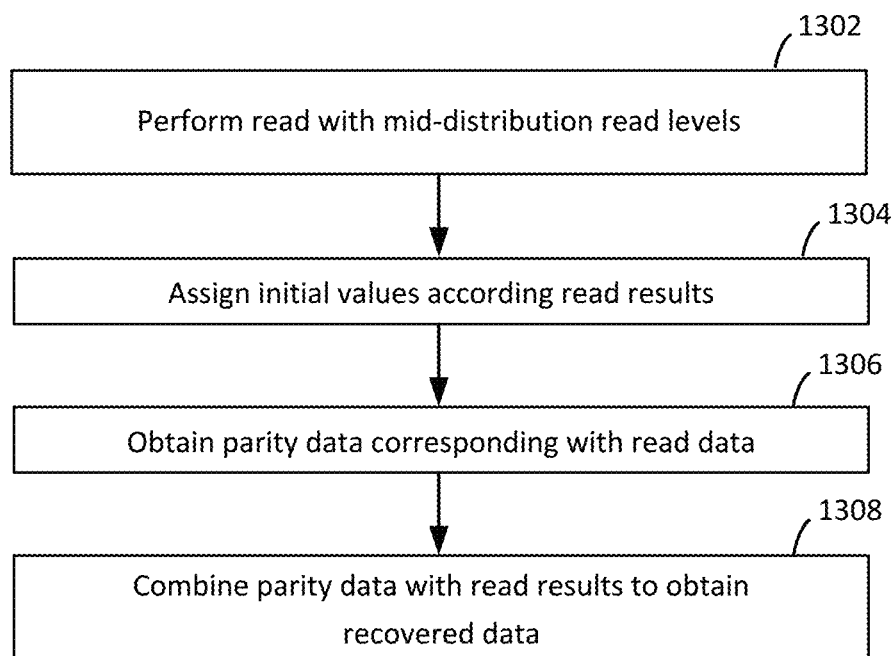 1302
Perform read with mid-distribution read levels
1304
Assign initial values according read results
1306
Obtain parity data corresponding with read data
1308
Combine parity data with read results to obtain
recovered data